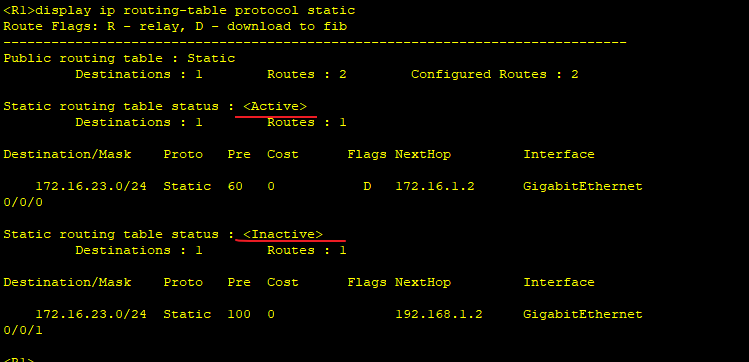 <R1>display ip routing-table protocol static
Route Flags: R - relay, D - download to fib
------------------------------------------------------------------------------
Public routing table : Static
         Destinations : 1        Routes : 2        Configured Routes : 2

Static routing table status : <Active>
         Destinations : 1        Routes : 1

Destination/Mask    Proto   Pre  Cost      Flags NextHop         Interface

    172.16.23.0/24  Static  60   0           D   172.16.1.2      GigabitEthernet
0/0/0

Static routing table status : <Inactive>
         Destinations : 1        Routes : 1

Destination/Mask    Proto   Pre  Cost      Flags NextHop         Interface

    172.16.23.0/24  Static  100  0               192.168.1.2     GigabitEthernet
0/0/1

<R1>